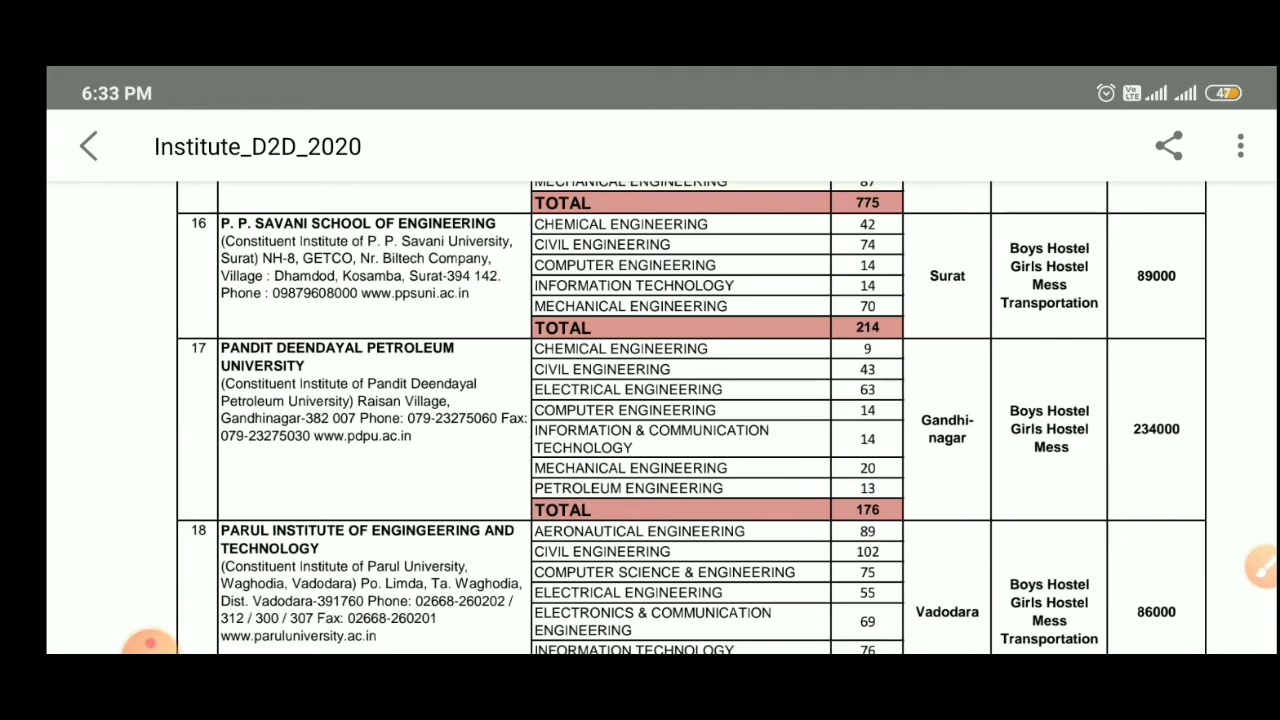 6:33 PM
Vo LTE
47
Institute_D2D_2020
MECHANICAL ENGINEERING 87
TOTAL 775
16 P. P. SAVANI SCHOOL OF ENGINEERING
(Constituent Institute of P. P. Savani University,
Surat) NH-8, GETCO, Nr. Biltech Company,
Village : Dhamdod, Kosamba, Surat-394 142.
Phone : 09879608000 www.ppsuni.ac.in
CHEMICAL ENGINEERING 42
CIVIL ENGINEERING 74
COMPUTER ENGINEERING 14
INFORMATION TECHNOLOGY 14
MECHANICAL ENGINEERING 70
TOTAL 214
Surat
Boys Hostel
Girls Hostel
Mess
Transportation
89000
17 PANDIT DEENDAYAL PETROLEUM
UNIVERSITY
(Constituent Institute of Pandit Deendayal
Petroleum University) Raisan Village,
Gandhinagar-382 007 Phone: 079-23275060 Fax:
079-23275030 www.pdpu.ac.in
CHEMICAL ENGINEERING 9
CIVIL ENGINEERING 43
ELECTRICAL ENGINEERING 63
COMPUTER ENGINEERING 14
INFORMATION & COMMUNICATION
TECHNOLOGY 14
MECHANICAL ENGINEERING 20
PETROLEUM ENGINEERING 13
TOTAL 176
Gandhi-
nagar
Boys Hostel
Girls Hostel
Mess
234000
18 PARUL INSTITUTE OF ENGINGEERING AND
TECHNOLOGY
(Constituent Institute of Parul University,
Waghodia, Vadodara) Po. Limda, Ta. Waghodia,
Dist. Vadodara-391760 Phone: 02668-260202 /
312 / 300 / 307 Fax: 02668-260201
www.paruluniversity.ac.in
AERONAUTICAL ENGINEERING 89
CIVIL ENGINEERING 102
COMPUTER SCIENCE & ENGINEERING 75
ELECTRICAL ENGINEERING 55
ELECTRONICS & COMMUNICATION
ENGINEERING 69
INFORMATION TECHNOLOGY 76
Vadodara
Boys Hostel
Girls Hostel
Mess
Transportation
86000